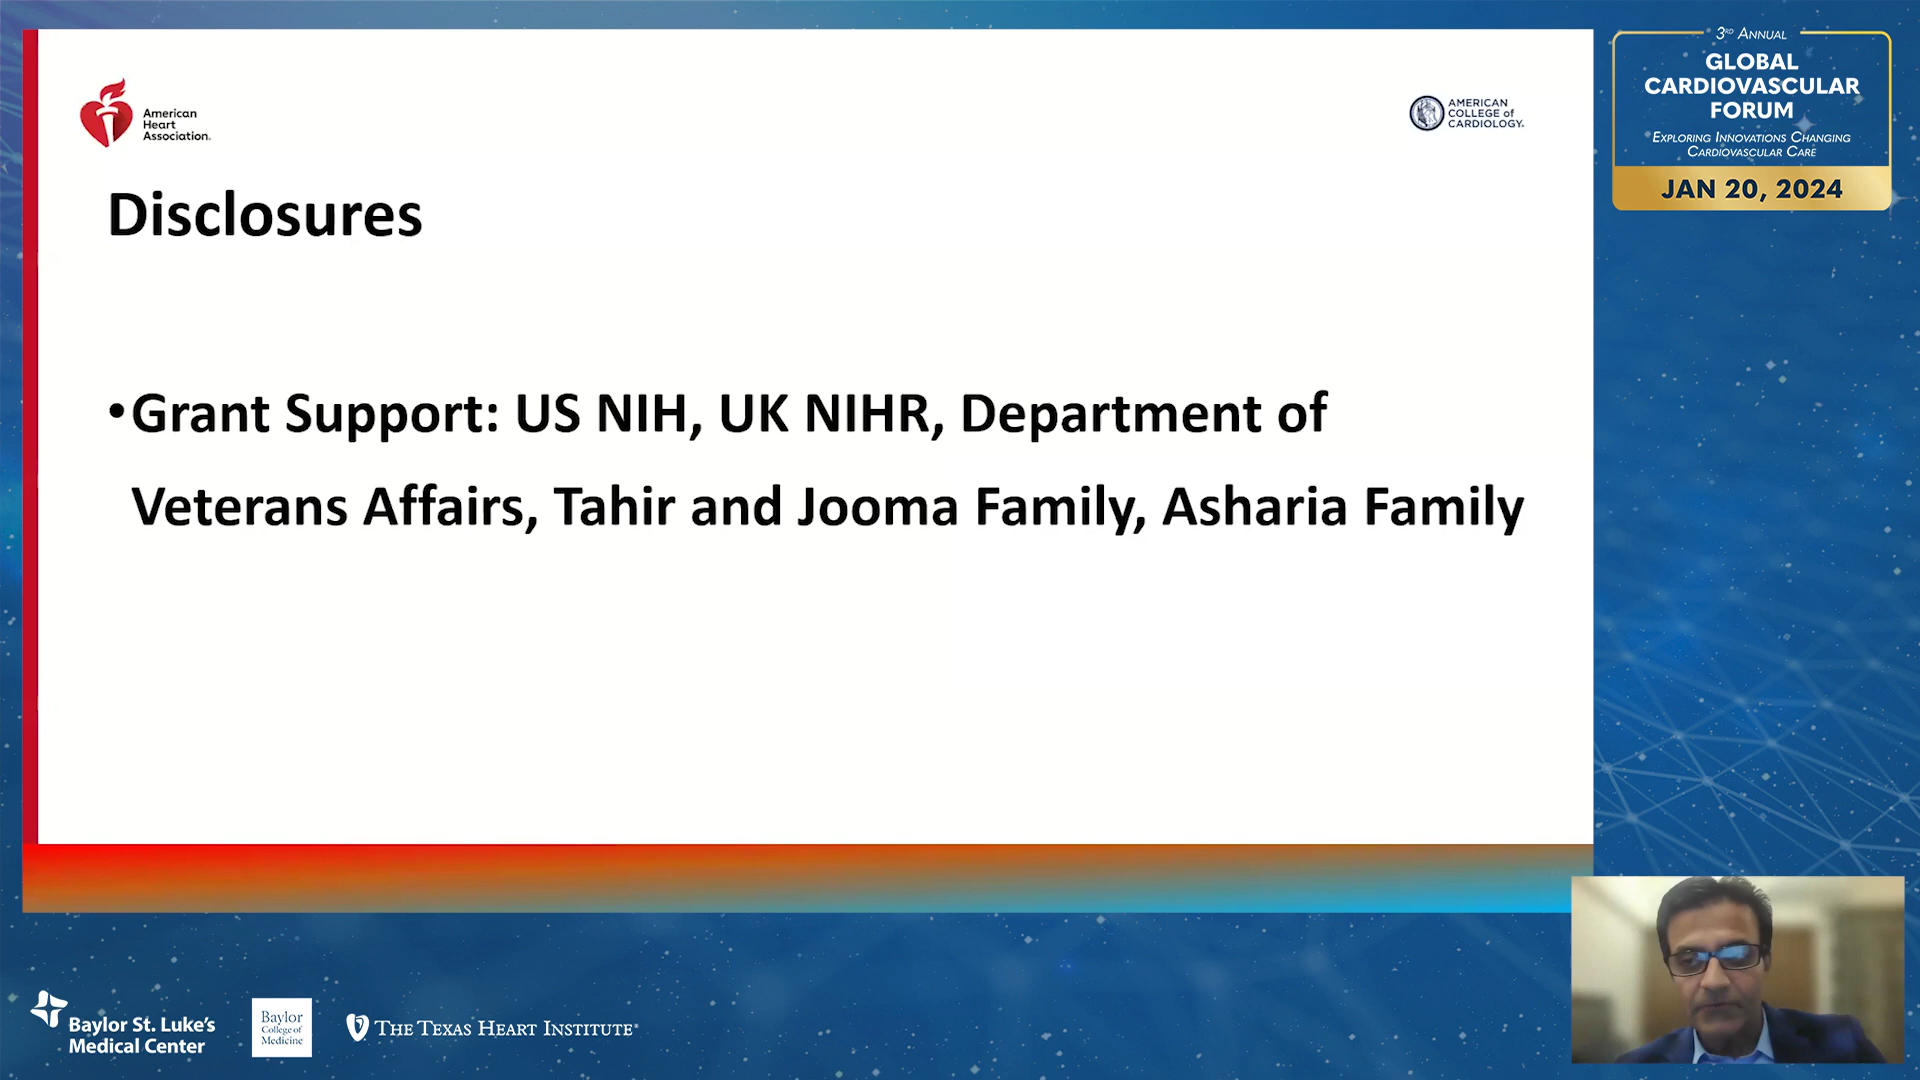 American
Heart
Association.
AMERICAN
COLLEGE of
CARDIOLOGY.
3RD ANNUAL
GLOBAL
CARDIOVASCULAR
FORUM
EXPLORING INNOVATIONS CHANGING
CARDIOVASCULAR CARE
JAN 20, 2024
Disclosures
•Grant Support: US NIH, UK NIHR, Department of
Veterans Affairs, Tahir and Jooma Family, Asharia Family
Baylor St. Luke's
Medical Center
Baylor
College of
Medicine
THE TEXAS HEART INSTITUTE®